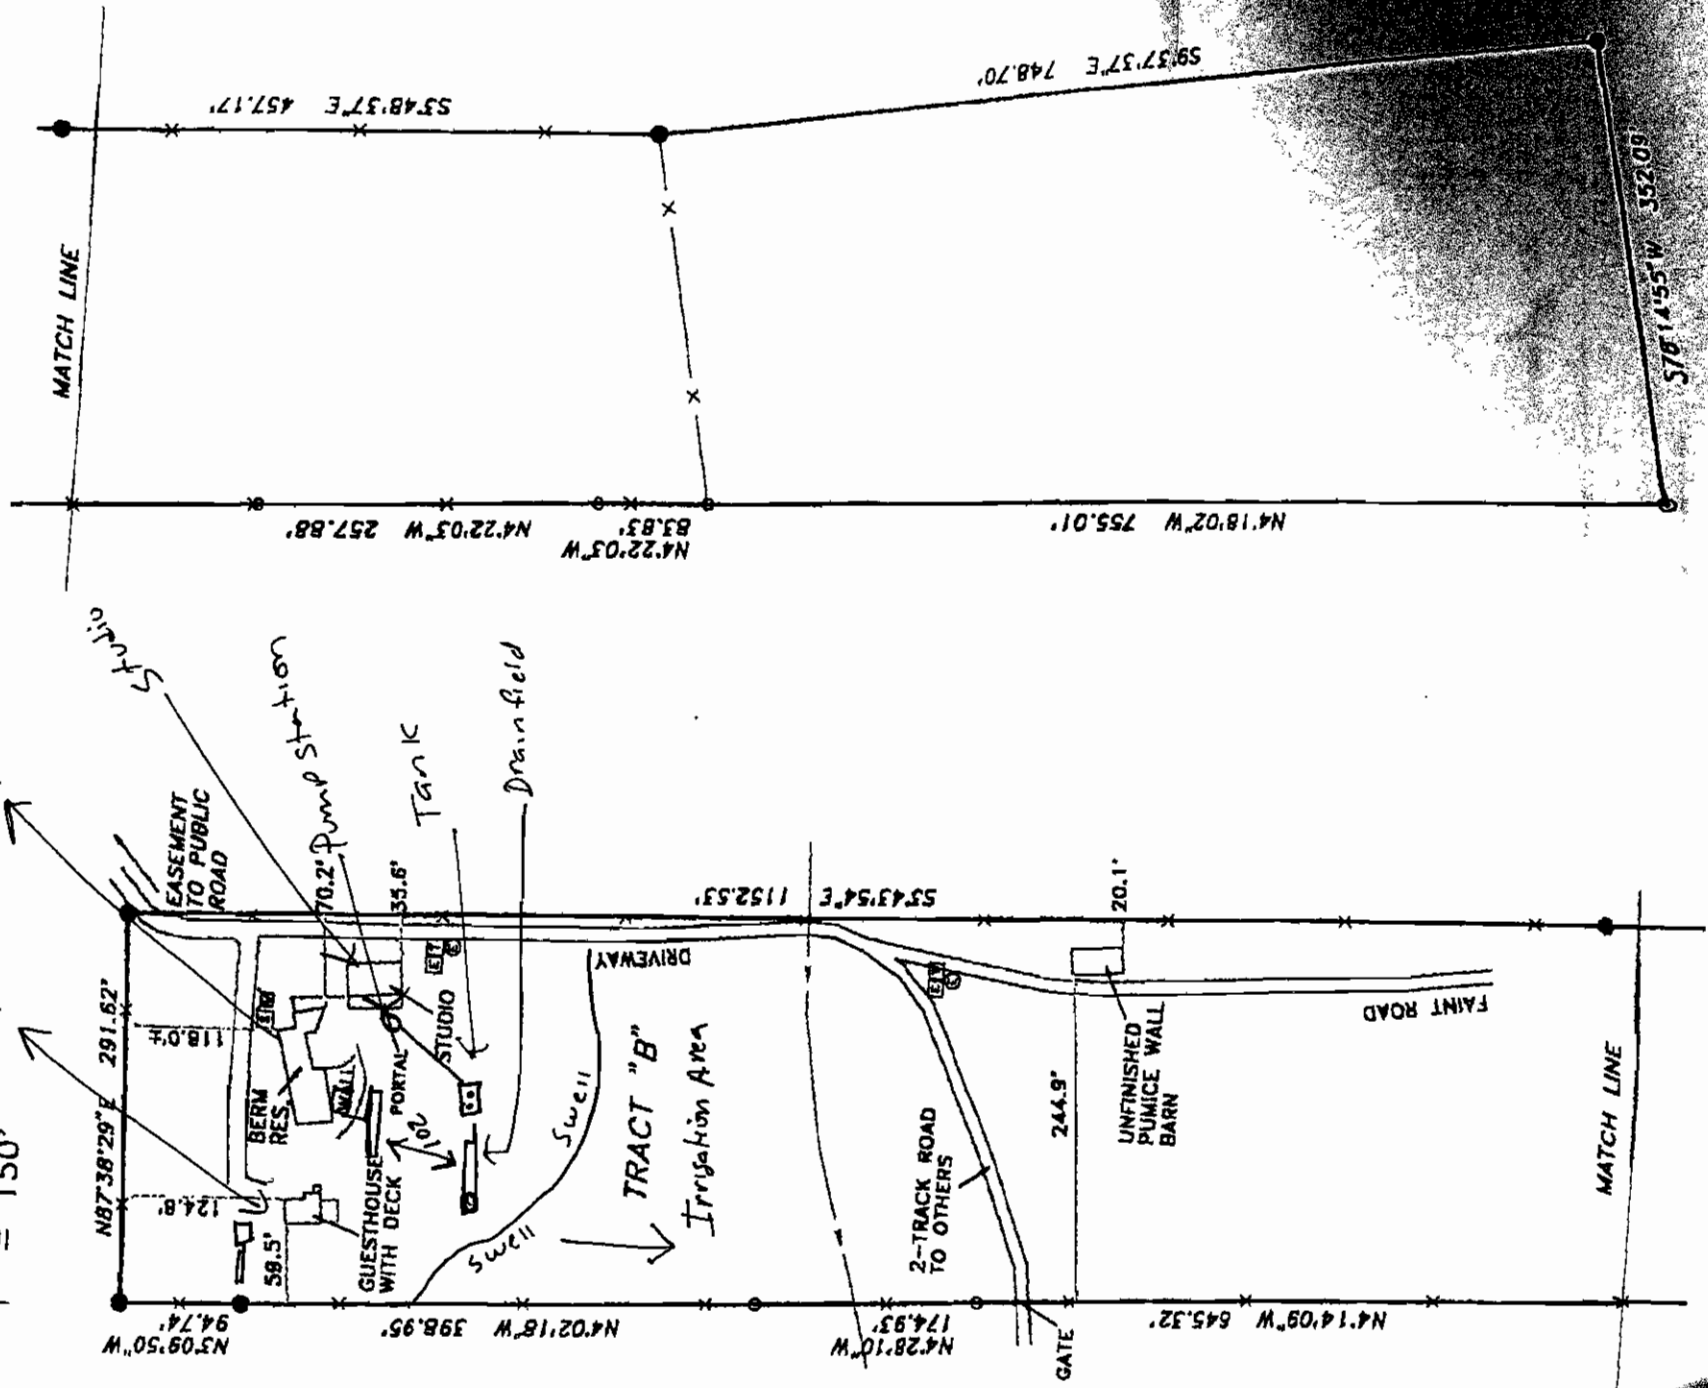 = 150'
MATCH LINE
S3°48'37"E 457.17'
S9°37'37"E 748.70'
S78°14'55"W 352.09'
N4°18'02"W 755.01'
N4°22'03"W
83.83'
N4°22'03"W 257.88'
Studio
Pump Station
Tank
Drainfield
EASEMENT
TO PUBLIC
ROAD
70.2'
35.6'
N87°38'29"E 291.62'
118.0'±
124.8'
59.5'
BERM
RES.
WALL
PORTAL
STUDIO
GUESTHOUSE
WITH DECK
102'
E T
C
Swell
Swell
DRIVEWAY
TRACT "B"
Irrigation Area
S3°43'54"E 1152.53'
20.1'
UNFINISHED
PUMICE WALL
BARN
244.9'
2-TRACK ROAD
TO OTHERS
FAINT ROAD
MATCH LINE
N3°09'50"W
94.74'
N4°02'18"W 398.95'
N4°28'10"W
174.93'
GATE
N4°14'09"W 645.32'